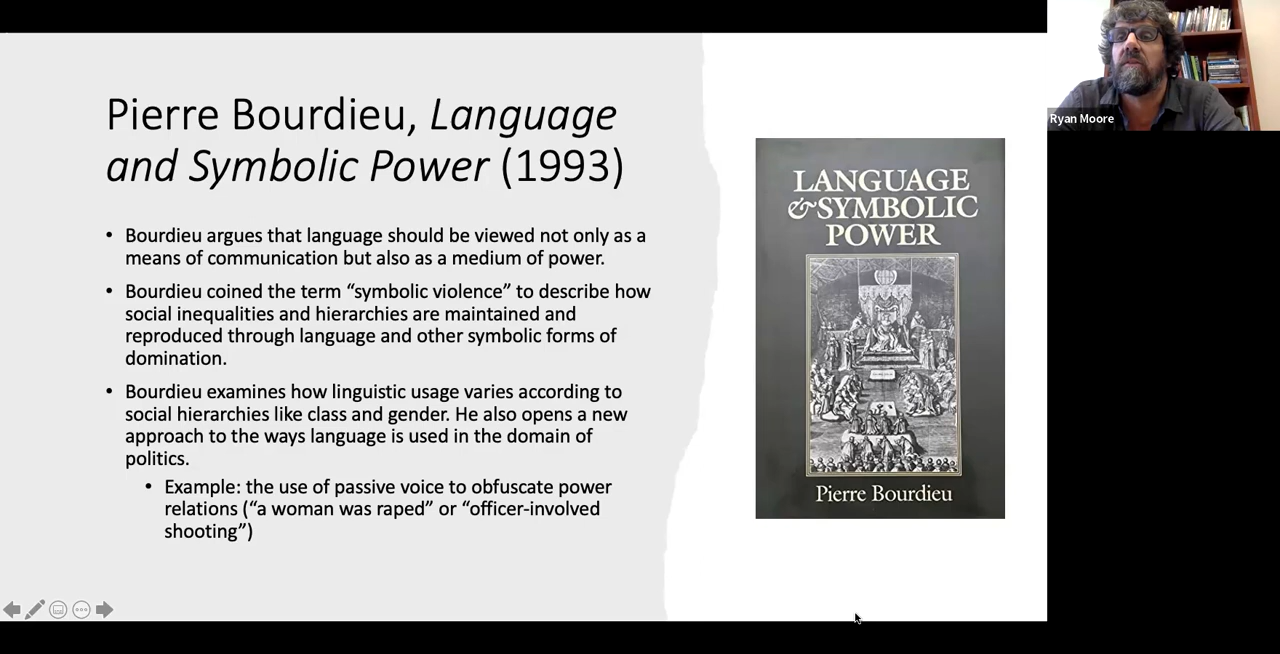 Pierre Bourdieu, Language
and Symbolic Power (1993)
• Bourdieu argues that language should be viewed not only as a
means of communication but also as a medium of power.
• Bourdieu coined the term “symbolic violence” to describe how
social inequalities and hierarchies are maintained and
reproduced through language and other symbolic forms of
domination.
• Bourdieu examines how linguistic usage varies according to
social hierarchies like class and gender. He also opens a new
approach to the ways language is used in the domain of
politics.
• Example: the use of passive voice to obfuscate power
relations (“a woman was raped” or “officer-involved
shooting”)
LANGUAGE
& SYMBOLIC
POWER
Pierre Bourdieu
Ryan Moore